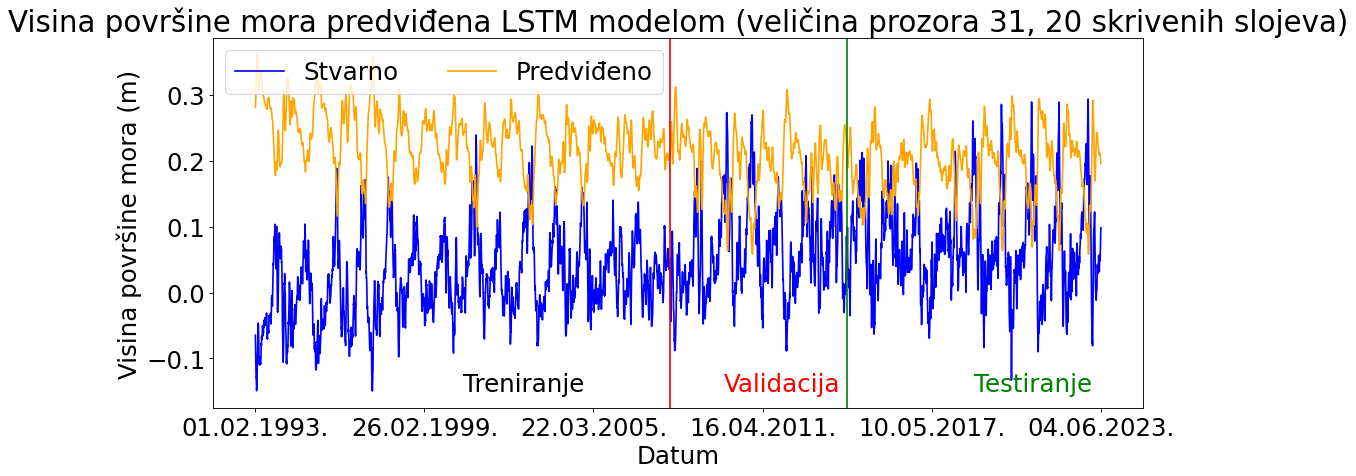 Visina površine mora predviđena LSTM modelom (veličina prozora 31, 20 skrivenih slojeva)
Stvarno Predviđeno
Visina površine mora (m)
0.3
0.2
0.1
0.0
−0.1
Treniranje Validacija Testiranje
01.02.1993. 26.02.1999. 22.03.2005. 16.04.2011. 10.05.2017. 04.06.2023.
Datum